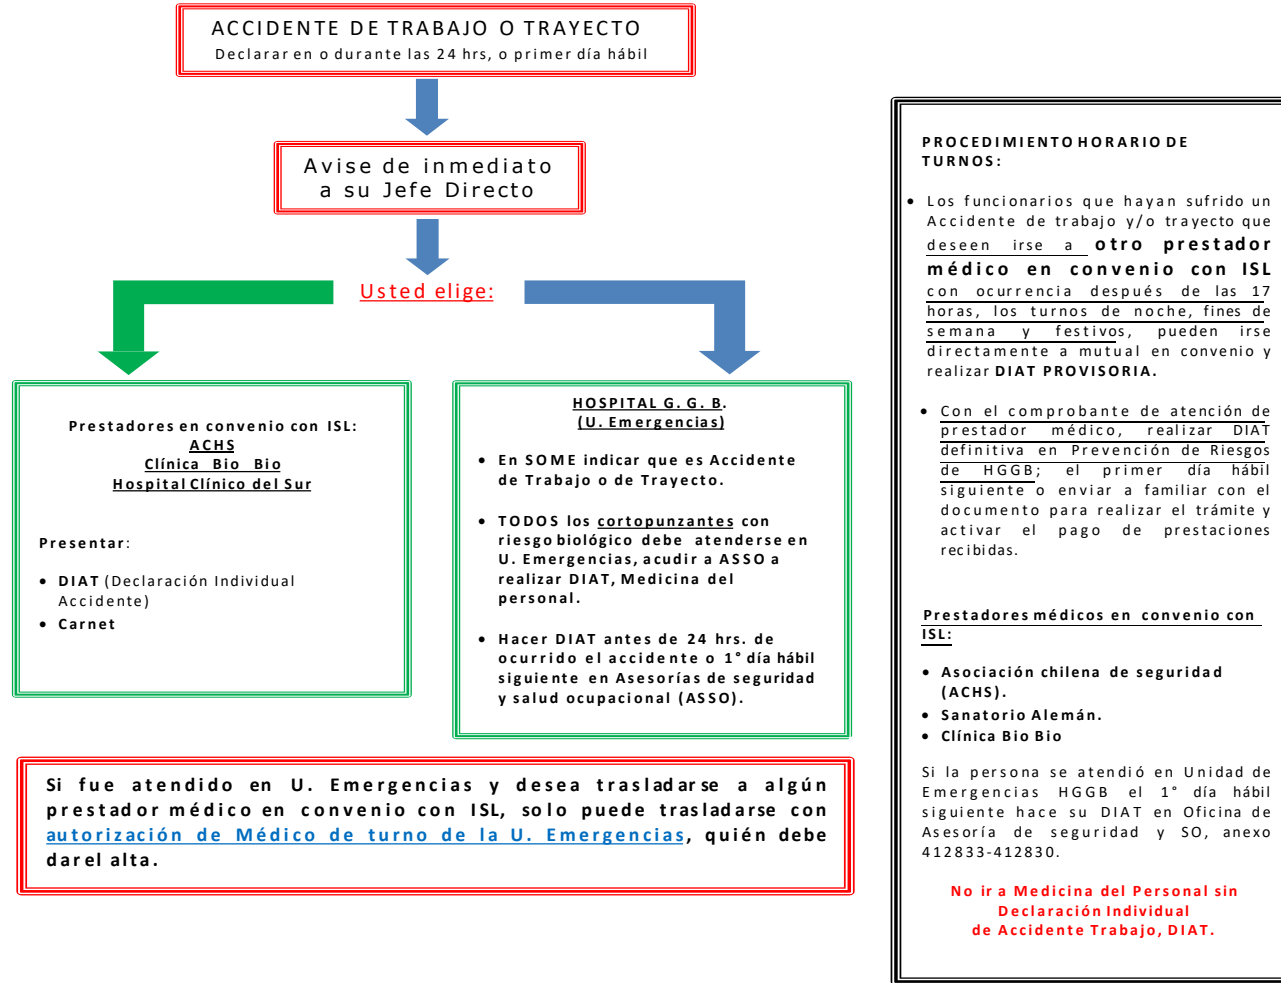 ACCIDENTE DE TRABAJO O TRAYECTO
Declarar en o durante las 24 hrs, o primer día hábil
Avise de inmediato
a su Jefe Directo
Usted elige:
Prestadores en convenio con ISL:
ACHS
Clínica Bio Bio
Hospital Clínico del Sur
Presentar:
• DIAT (Declaración Individual
Accidente)
• Carnet
HOSPITAL G. G. B.
(U. Emergencias)
• En SOME indicar que es Accidente
de Trabajo o de Trayecto.
• TODOS los cortopunzantes con
riesgo biológico debe atenderse en
U. Emergencias, acudir a ASSO a
realizar DIAT, Medicina del
personal.
• Hacer DIAT antes de 24 hrs. de
ocurrido el accidente o 1° día hábil
siguiente en Asesorías de seguridad
y salud ocupacional (ASSO).
Si fue atendido en U. Emergencias y desea trasladarse a algún
prestador médico en convenio con ISL, solo puede trasladarse con
autorización de Médico de turno de la U. Emergencias, quién debe
dar el alta.
PROCEDIMIENTO HORARIO DE
TURNOS:
• Los funcionarios que hayan sufrido un
Accidente de trabajo y/o trayecto que
deseen irse a otro prestador
médico en convenio con ISL
con ocurrencia después de las 17
horas, los turnos de noche, fines de
semana y festivos, pueden irse
directamente a mutual en convenio y
realizar DIAT PROVISORIA.
• Con el comprobante de atención de
prestador médico, realizar DIAT
definitiva en Prevención de Riesgos
de HGGB; el primer día hábil
siguiente o enviar a familiar con el
documento para realizar el trámite y
activar el pago de prestaciones
recibidas.
Prestadores médicos en convenio con
ISL:
• Asociación chilena de seguridad
(ACHS).
• Sanatorio Alemán.
• Clínica Bio Bio
Si la persona se atendió en Unidad de
Emergencias HGGB el 1° día hábil
siguiente hace su DIAT en Oficina de
Asesoría de seguridad y SO, anexo
412833-412830.
No ir a Medicina del Personal sin
Declaración Individual
de Accidente Trabajo, DIAT.